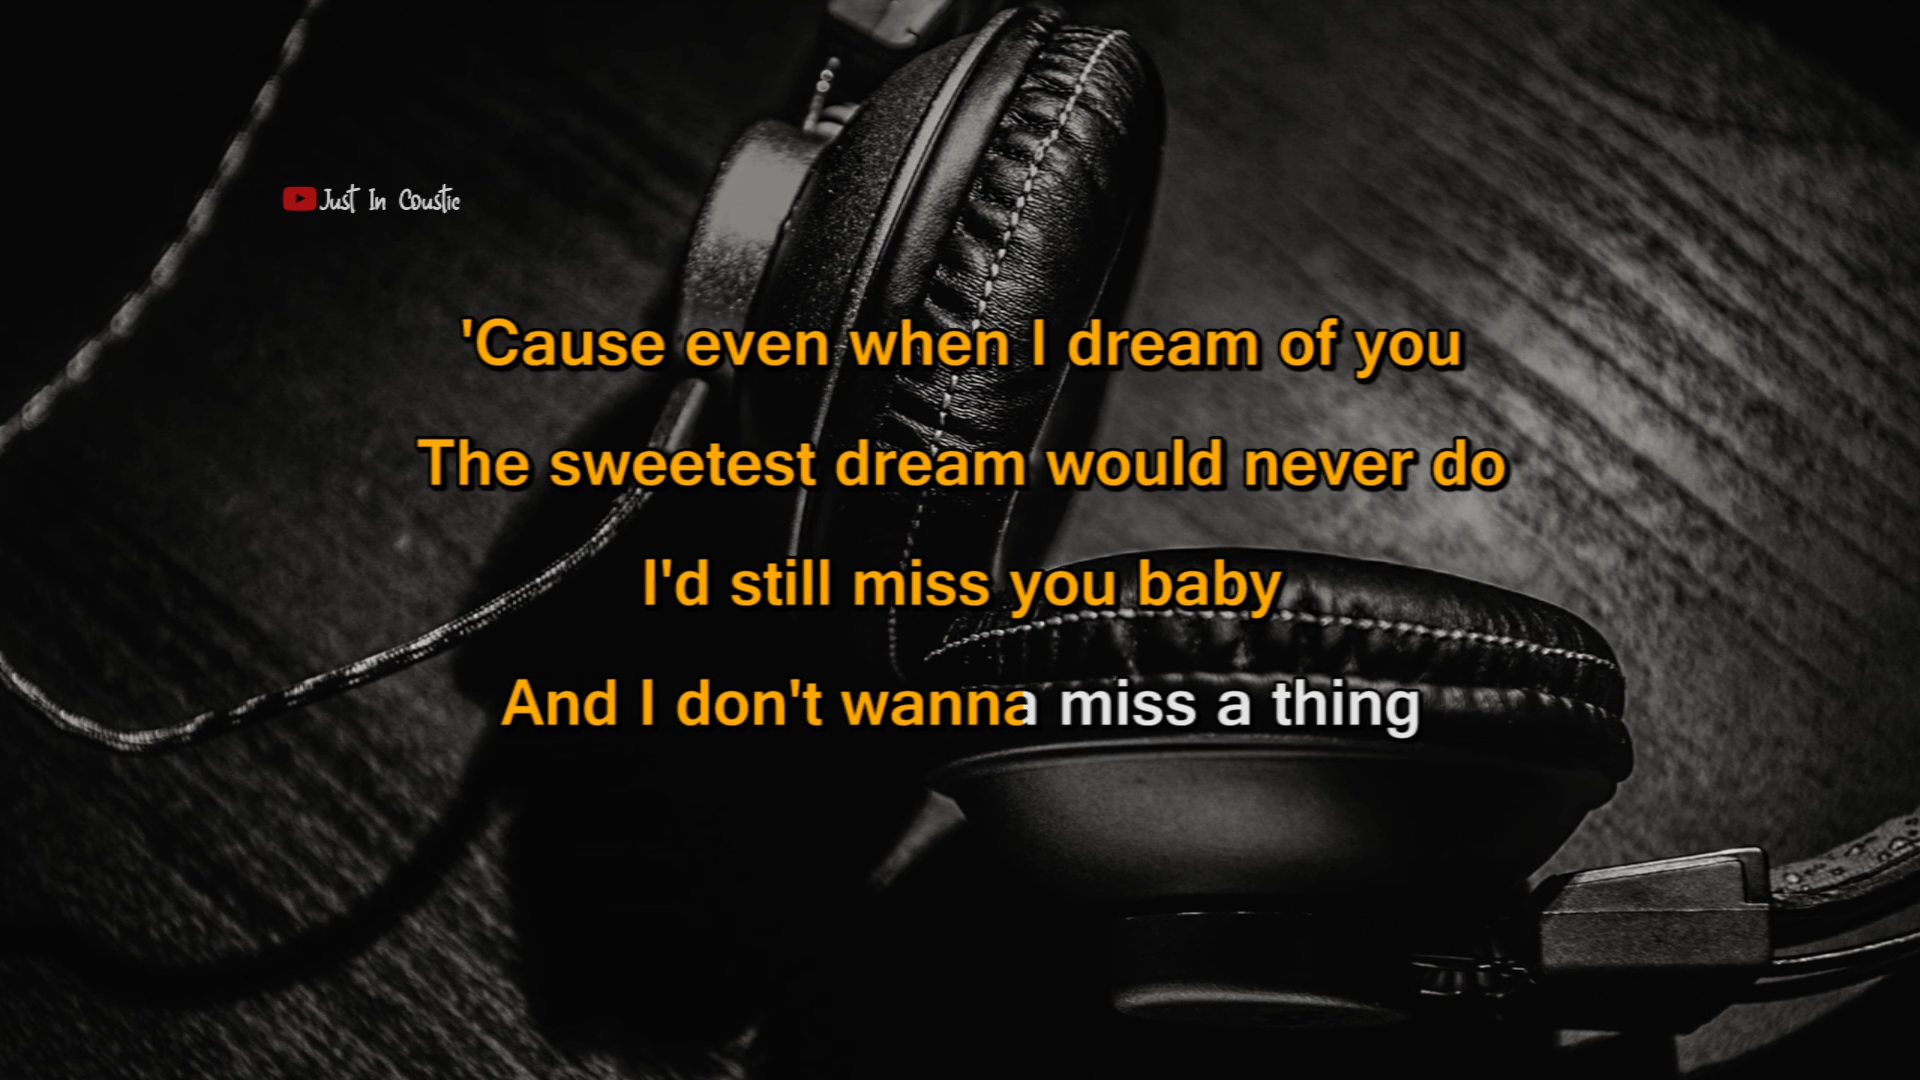 Just In Coustic
'Cause even when I dream of you
The sweetest dream would never do
I'd still miss you baby
And I don't wanna miss a thing